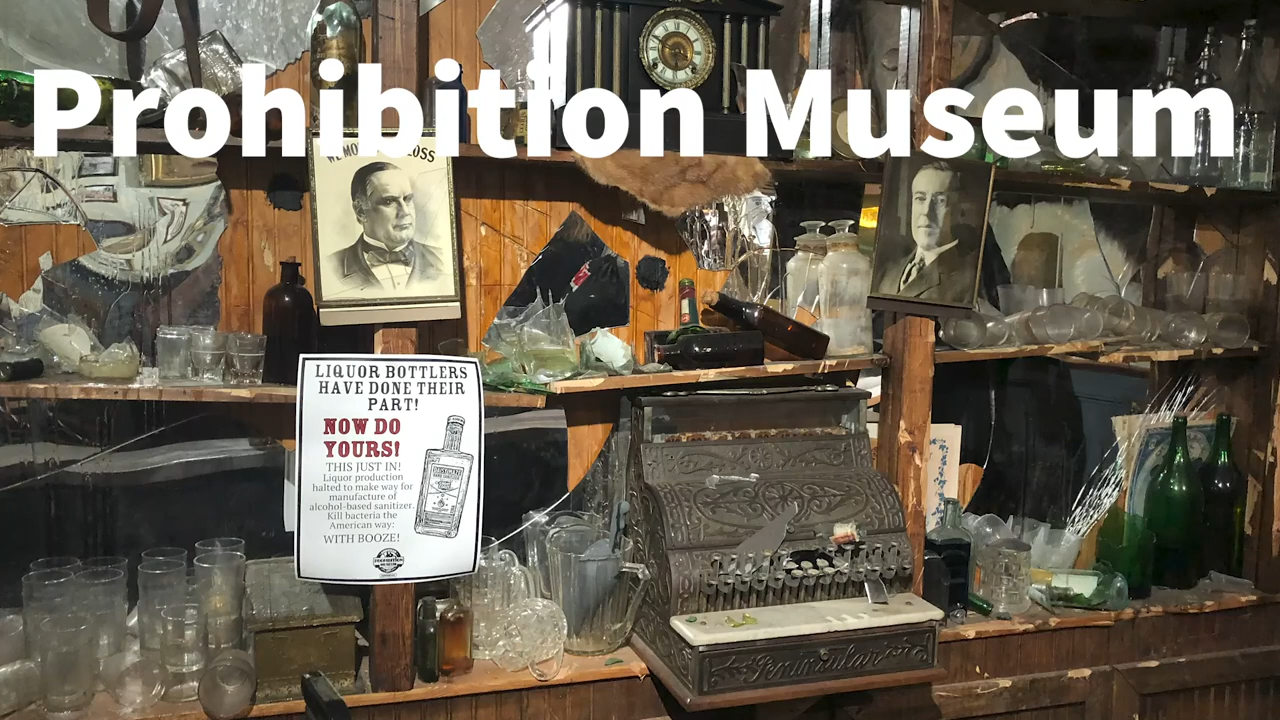 Prohibition Museum
LIQUOR BOTTLERS
HAVE DONE THEIR
PART!
NOW DO
YOURS!
THIS JUST IN!
Liquor production
halted to make way for
manufacture of
alcohol-based sanitizer.
Kill bacteria the
American way:
WITH BOOZE!
Peninsular